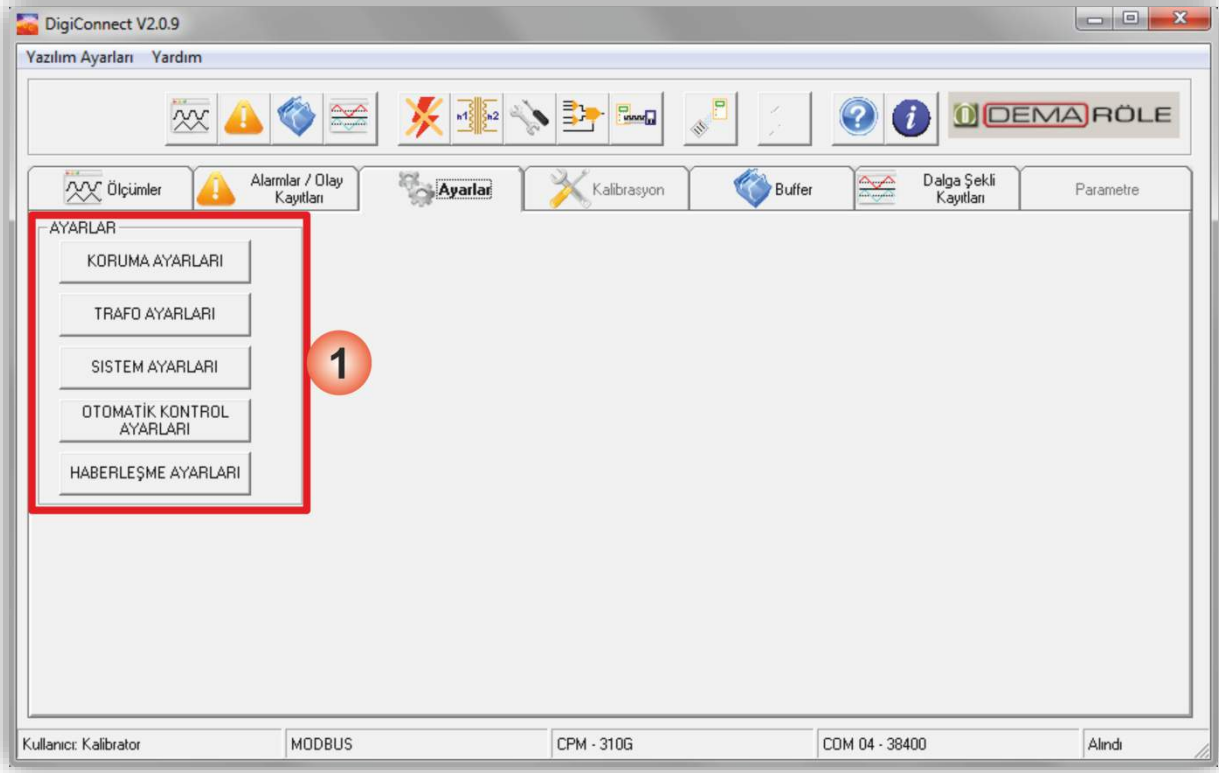 DigiConnect V2.0.9
Yazılım Ayarları Yardım
n1 n2
DEMA RÖLE
Ölçümler
Alarmlar / Olay
Kayıtları
Ayarlar
Kalibrasyon
Buffer
Dalga Şekli
Kayıtları
Parametre
AYARLAR
KORUMA AYARLARI
TRAFO AYARLARI
SISTEM AYARLARI
OTOMATİK KONTROL
AYARLARI
HABERLEŞME AYARLARI
1
Kullanıcı: Kalibrator MODBUS CPM - 310G COM 04 - 38400 Alındı